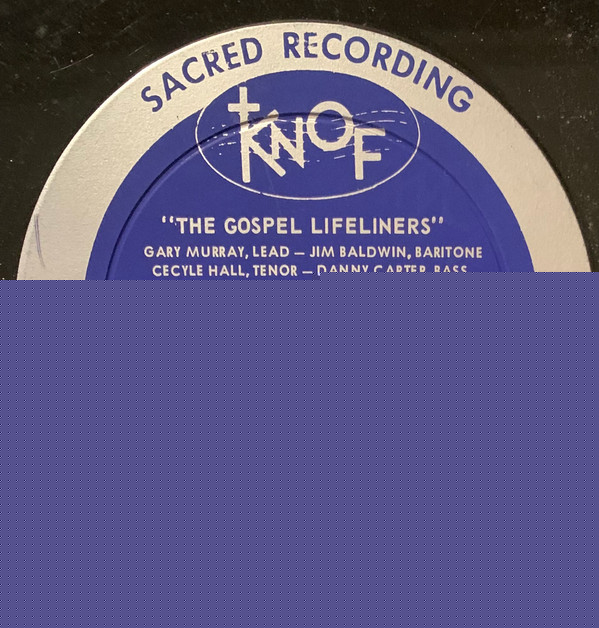 SACRED RECORDING
KNOF
"THE GOSPEL LIFELINERS"
GARY MURRAY, LEAD — JIM BALDWIN, BARITONE
CECYLE HALL, TENOR — DANNY CARTER, BASS